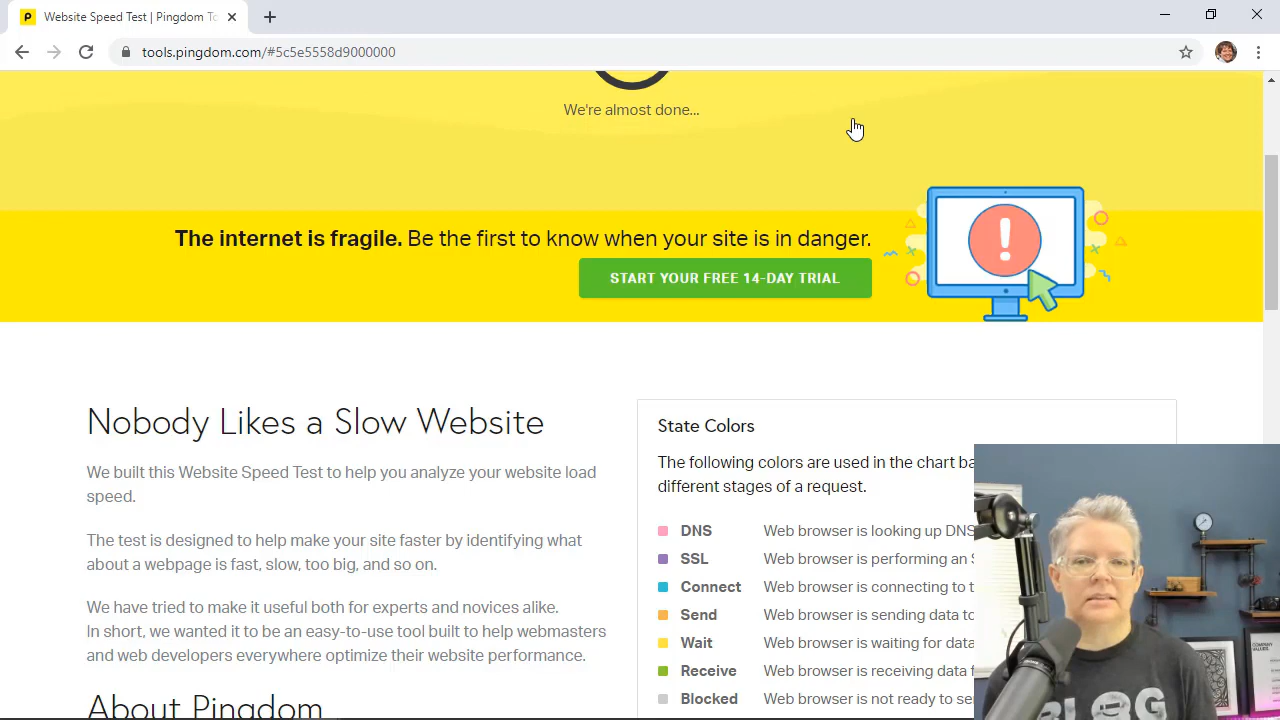 Website Speed Test | Pingdom To
tools.pingdom.com/#5c5e5558d9000000
We're almost done...
The internet is fragile. Be the first to know when your site is in danger.
START YOUR FREE 14-DAY TRIAL
Nobody Likes a Slow Website
We built this Website Speed Test to help you analyze your website load
speed.
The test is designed to help make your site faster by identifying what
about a webpage is fast, slow, too big, and so on.
We have tried to make it useful both for experts and novices alike.
In short, we wanted it to be an easy-to-use tool built to help webmasters
and web developers everywhere optimize their website performance.
About Pingdom
State Colors
The following colors are used in the chart ba
different stages of a request.
DNS Web browser is looking up DNS
SSL Web browser is performing an S
Connect Web browser is connecting to t
Send Web browser is sending data to
Wait Web browser is waiting for data
Receive Web browser is receiving data f
Blocked Web browser is not ready to se
COMPANY
VALUES
BLOG